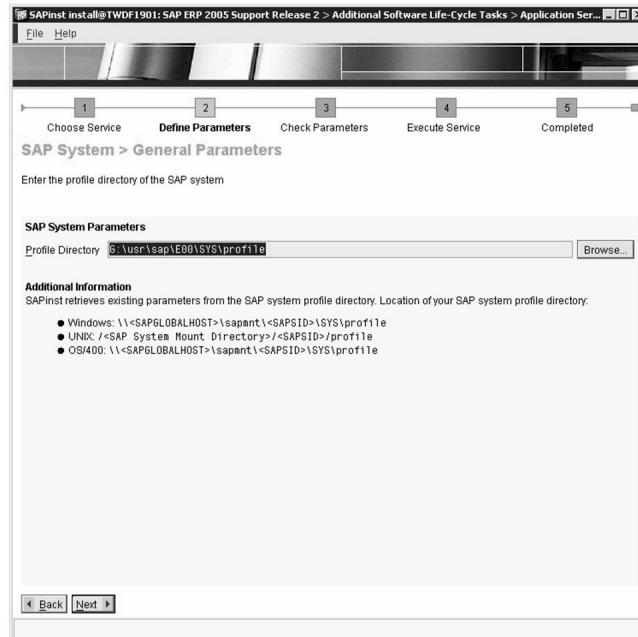 SAPinst install@TWDF1901: SAP ERP 2005 Support Release 2 > Additional Software Life-Cycle Tasks > Application Ser...
File Help
1 2 3 4 5
Choose Service Define Parameters Check Parameters Execute Service Completed
SAP System > General Parameters
Enter the profile directory of the SAP system
SAP System Parameters
Profile Directory G:\usr\sap\E00\SYS\profile Browse...
Additional Information
SAPinst retrieves existing parameters from the SAP system profile directory. Location of your SAP system profile directory:
● Windows: \\<SAPGLOBALHOST>\sapmnt\<SAPSID>\SYS\profile
● UNIX: /<SAP System Mount Directory>/<SAPSID>/profile
● OS/400: \\<SAPGLOBALHOST>\sapmnt\<SAPSID>\SYS\profile
Back Next